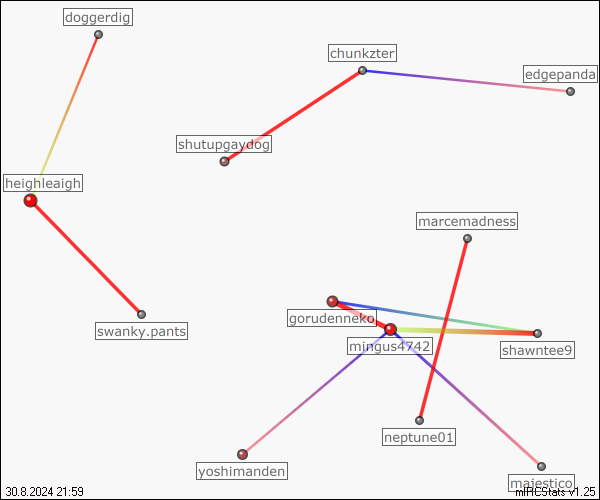 doggerdig
chunkzter
edgepanda
shutupgaydog
heighleaigh
marcemadness
gorudenneko
swanky.pants
mingus4742
shawntee9
neptune01
yoshimanden
majestico
30.8.2024 21:59
mIRCStats v1.25